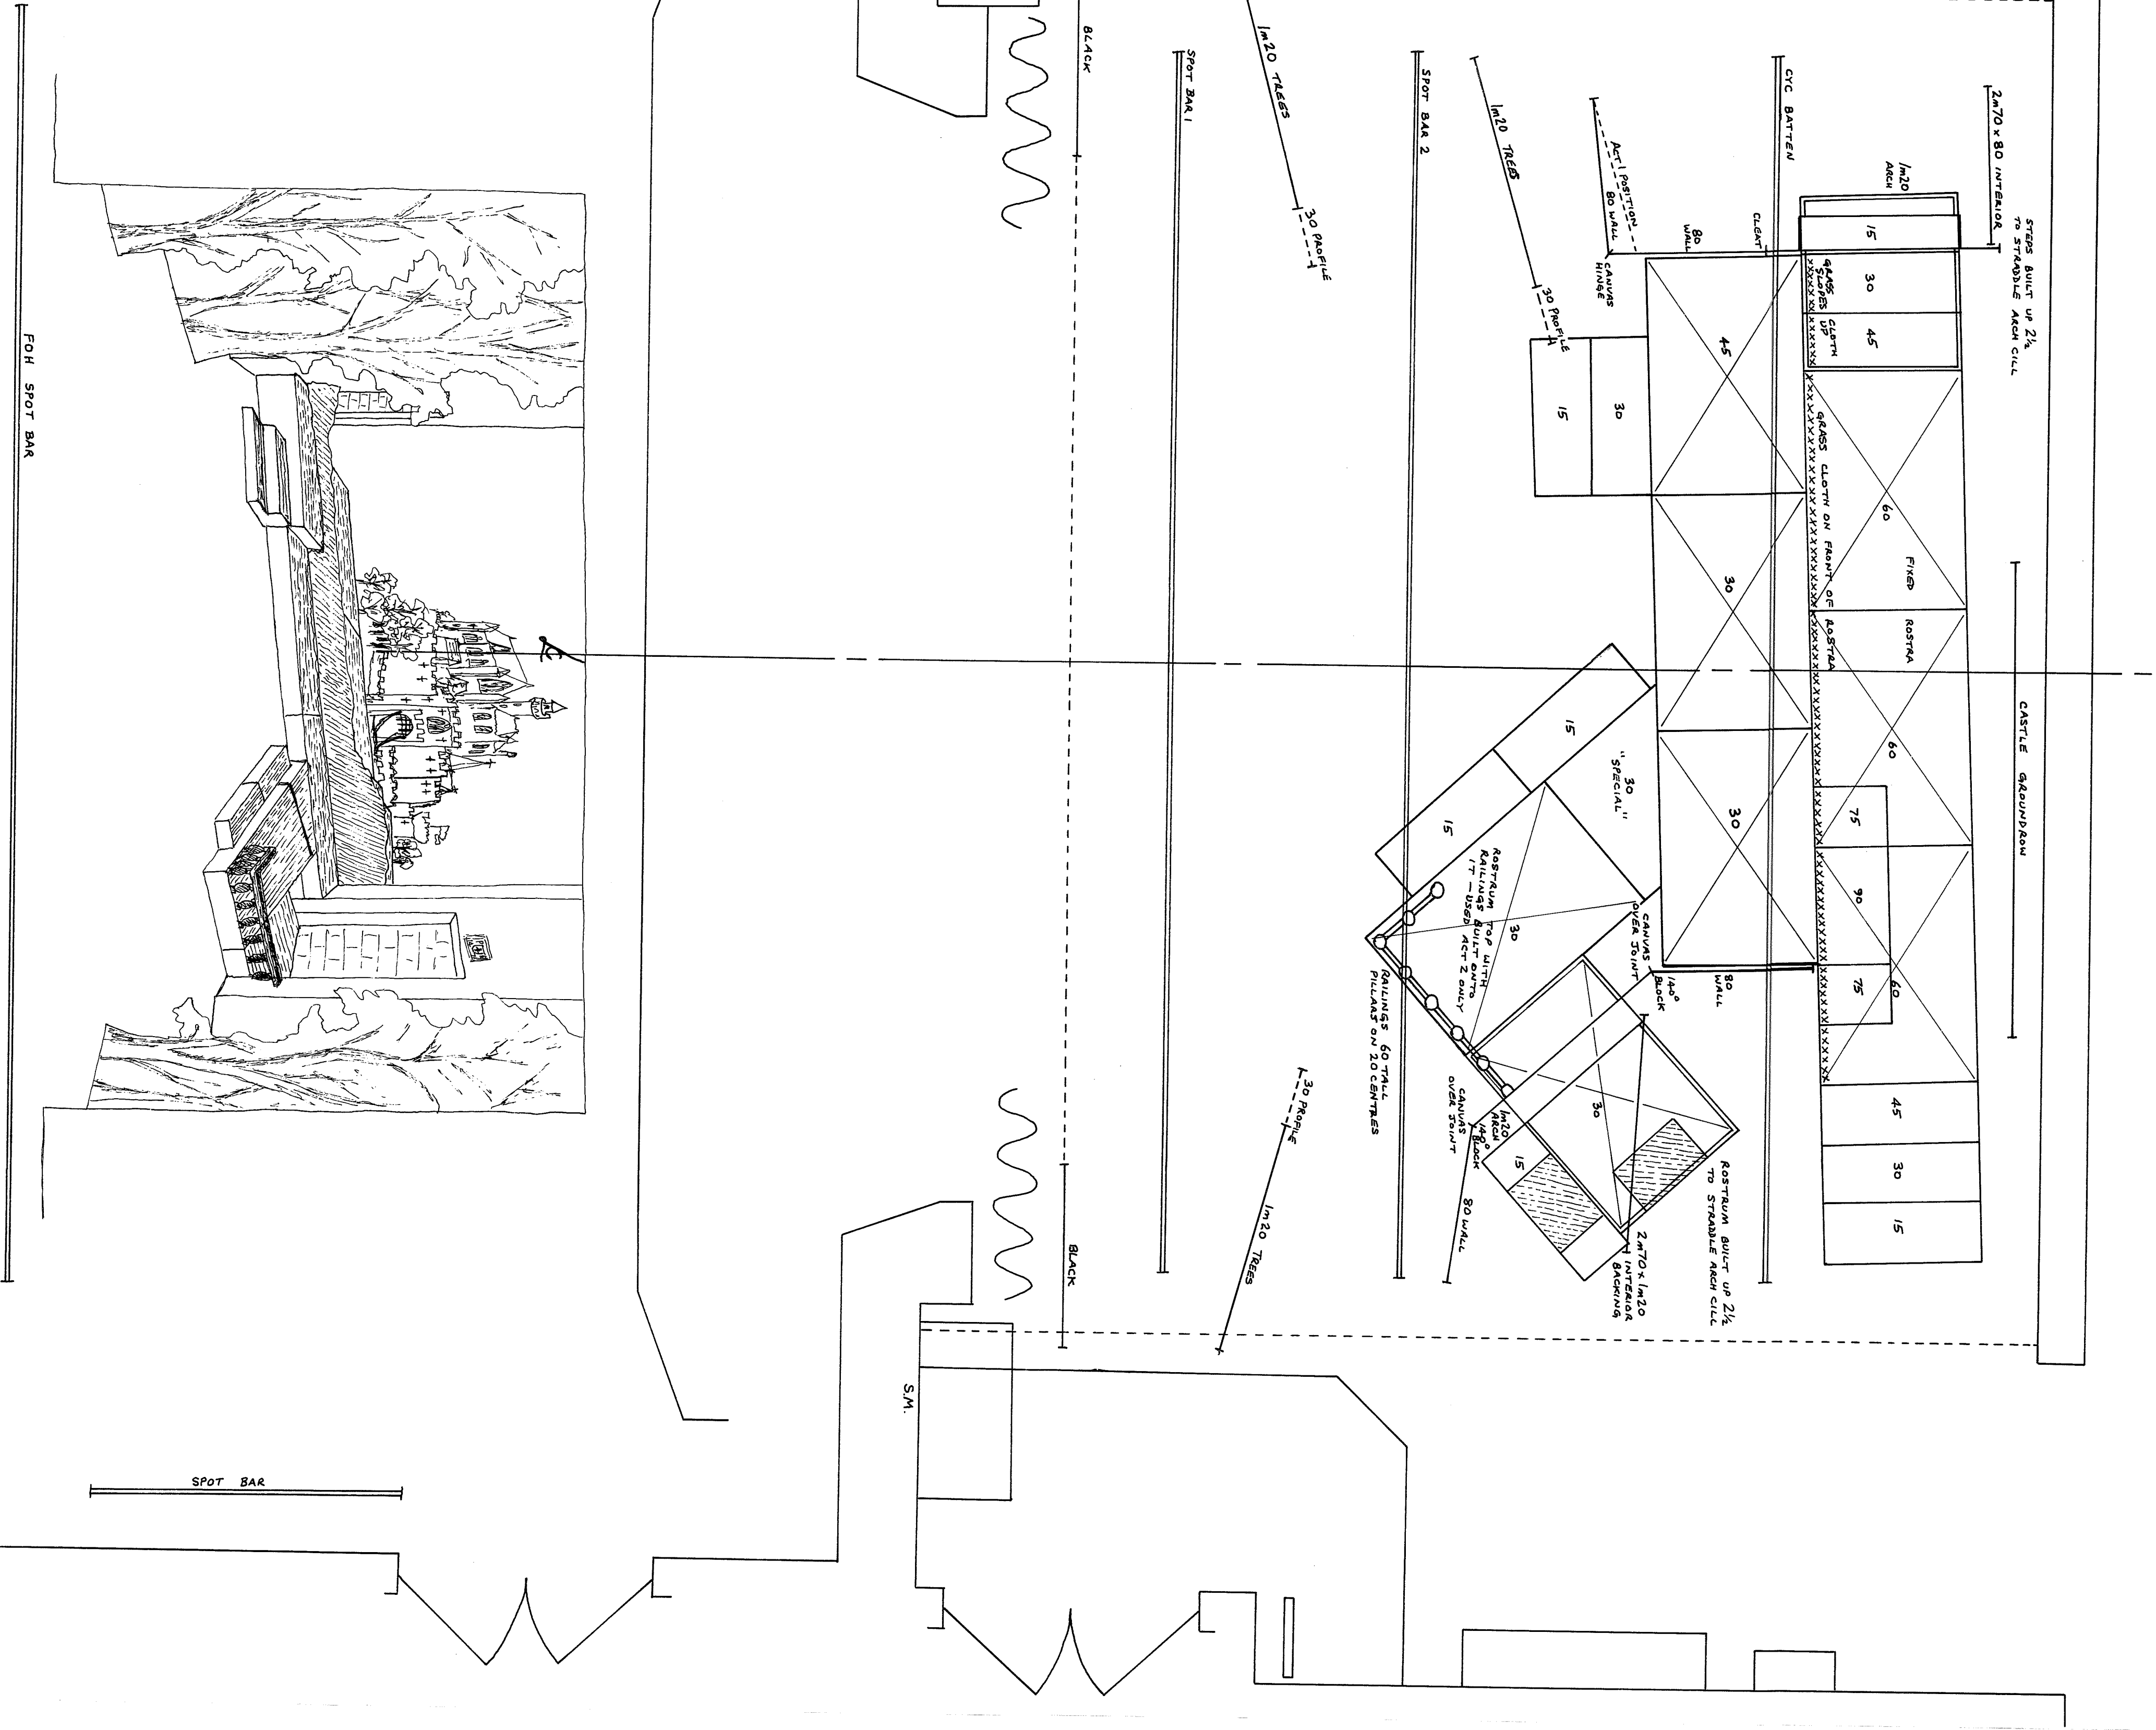 FOH SPOT BAR
SPOT BAR
BLACK
BLACK
S.M.
SPOT BAR 1
1m20 TREES
30 PROFILE
30 PROFILE
1m20 TREES
SPOT BAR 2
1m20 TREES
30 PROFILE
ACT 1 POSITION
80 WALL
CANVAS
HINGE
80
WALL
CLEAT
CYC BATTEN
2m70 x 80 INTERIOR
1m20
ARCH
STEPS BUILT UP 2½
TO STRADDLE ARCH CILL
15
30
45
GRASS CLOTH
SLOPES UP
GRASS CLOTH ON FRONT OF ROSTRA
60
FIXED ROSTRA
60
75
90
75
60
45
30
15
CASTLE GROUNDROW
45
30
30
30
15
15
15
30
"SPECIAL"
15
30
ROSTRUM TOP WITH
RAILINGS BUILT ONTO
IT - USED ACT 2 ONLY
RAILINGS 60 TALL
PILLARS ON 20 CENTRES
CANVAS
OVER JOINT
140°
BLOCK
80
WALL
30
15
1m20
ARCH
140°
BLOCK
CANVAS
OVER JOINT
80 WALL
ROSTRUM BUILT UP 2½
TO STRADDLE ARCH CILL
2m70 x 1m20
INTERIOR
BACKING